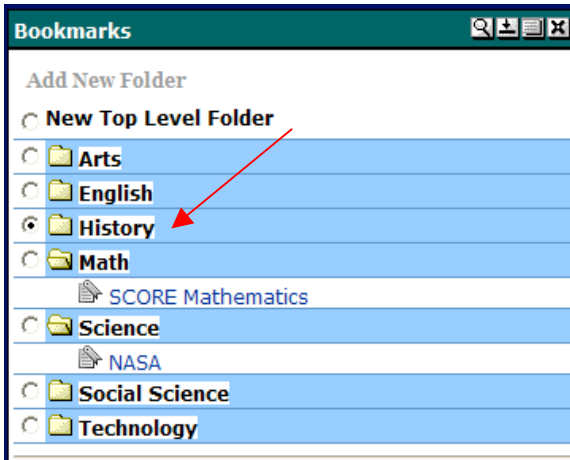 Bookmarks
Add New Folder
New Top Level Folder
Arts
English
History
Math
SCORE Mathematics
Science
NASA
Social Science
Technology